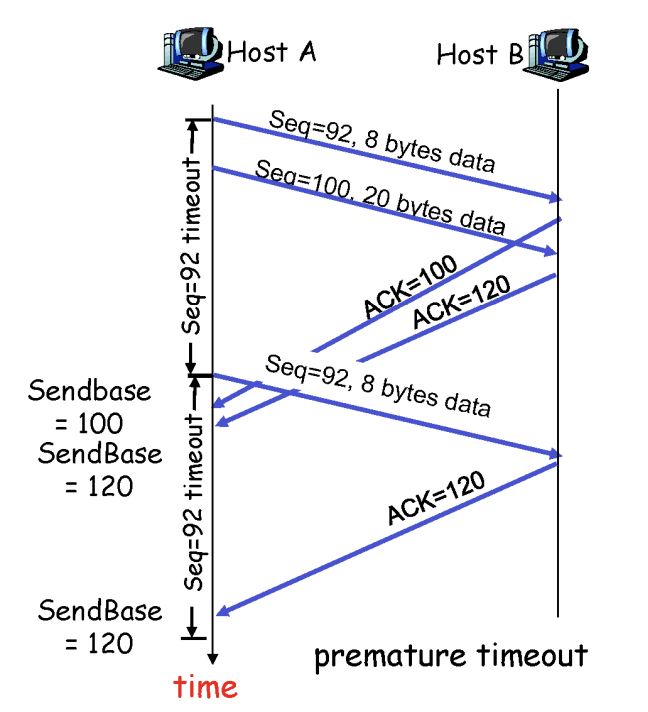 Host A
Host B
Seq=92, 8 bytes data
Seq=100, 20 bytes data
Seq=92 timeout
ACK=100
ACK=120
Seq=92, 8 bytes data
Sendbase
= 100
SendBase
= 120
Seq=92 timeout
ACK=120
SendBase
= 120
premature timeout
time